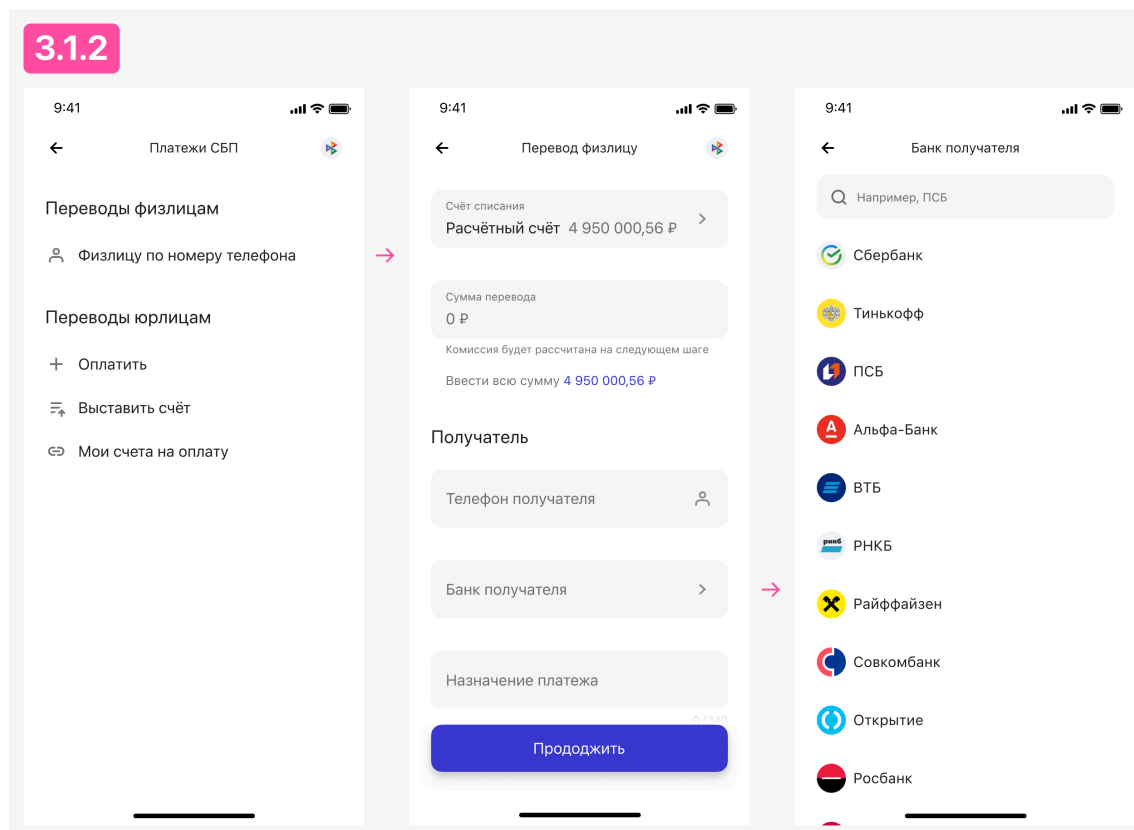 3.1.2
9:41
Платежи СБП
Переводы физлицам
Физлицу по номеру телефона
Переводы юрлицам
Оплатить
Выставить счёт
Мои счета на оплату
9:41
Перевод физлицу
Счёт списания
Расчётный счёт 4 950 000,56 ₽
Сумма перевода
0 ₽
Комиссия будет рассчитана на следующем шаге
Ввести всю сумму 4 950 000,56 ₽
Получатель
Телефон получателя
Банк получателя
Назначение платежа
0 / 140
Прододжить
9:41
Банк получателя
Например, ПСБ
Сбербанк
Тинькофф
ПСБ
А
Альфа-Банк
ВТБ
рнкб
РНКБ
Райффайзен
Совкомбанк
Открытие
Росбанк